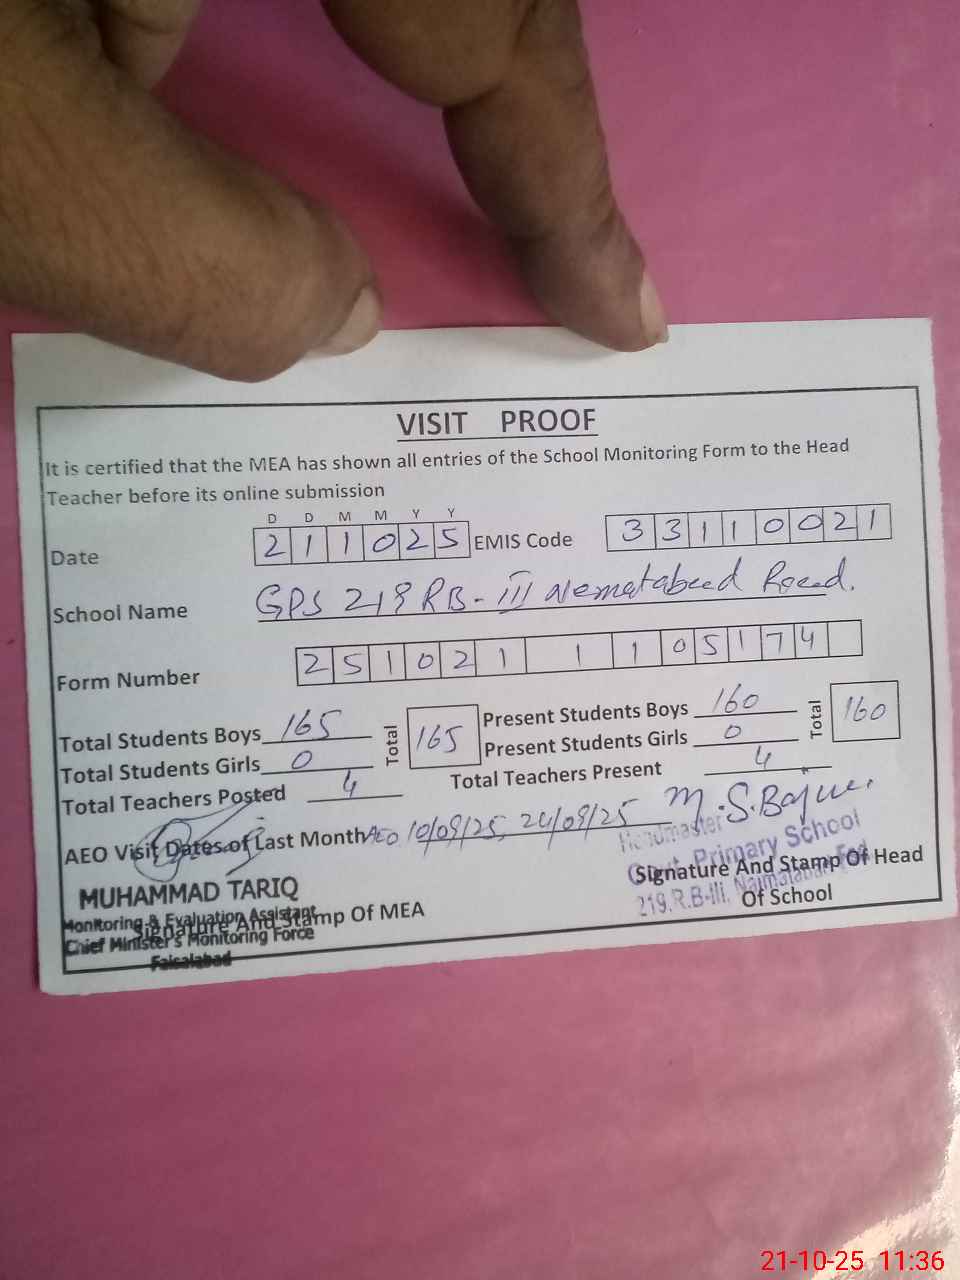 VISIT PROOF
It is certified that the MEA has shown all entries of the School Monitoring Form to the Head
Teacher before its online submission
D D M M Y Y
Date 2 1 1 0 2 5 EMIS Code 3 3 1 1 0 0 2 1
School Name GPS 219 RB-III Nematabad Road.
Form Number 2 5 1 0 2 1 1 1 0 5 1 7 4
Total Students Boys 165 Total 165 Present Students Boys 160 Total 160
Total Students Girls 0 Present Students Girls 0
Total Teachers Posted 4 Total Teachers Present 4
AEO Visit Dates of Last Month AEO 10/09/25, 24/09/25
Headmaster
Govt. Primary School
219.R.B-III,
Signature And Stamp Of Head
Of School
MUHAMMAD TARIQ
Monitoring & Evaluation Assistant
Signature And Stamp Of MEA
Chief Minister's Monitoring Force
Faisalabad
21-10-25 11:36